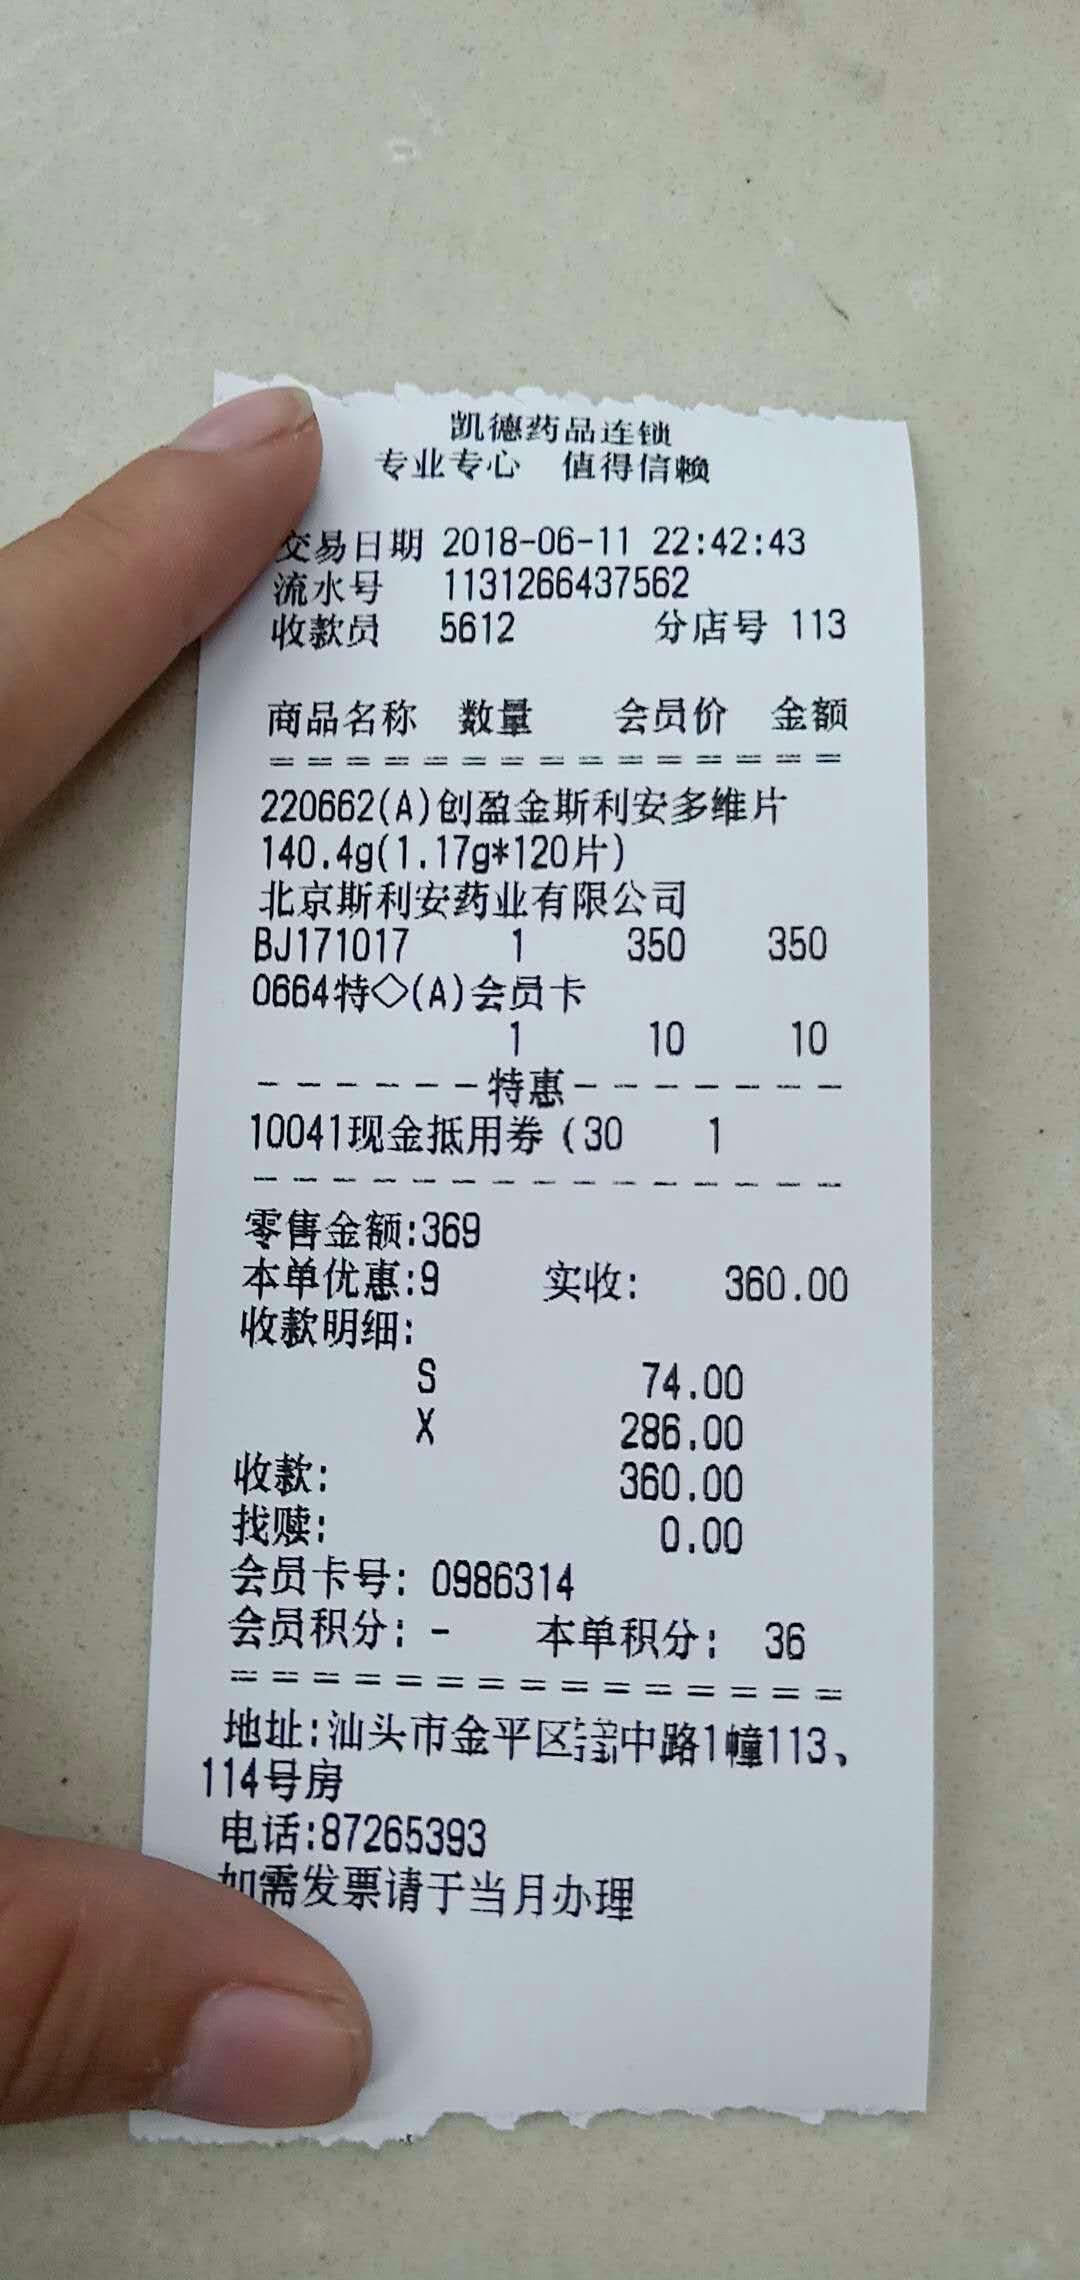 凯德药品连锁
专业专心 值得信赖
交易日期 2018-06-11 22:42:43
流水号 1131266437562
收款员 5612 分店号 113
商品名称 数量 会员价 金额
================
220662(A)创盈金斯利安多维片
140.4g(1.17g*120片)
北京斯利安药业有限公司
BJ171017 1 350 350
0664特◇(A)会员卡
1 10 10
------特惠-------
10041现金抵用券（30 1
----------------
零售金额:369
本单优惠:9 实收: 360.00
收款明细:
S 74.00
X 286.00
收款: 360.00
找赎: 0.00
会员卡号: 0986314
会员积分: - 本单积分: 36
================
地址:汕头市金平区中路1幢113、
114号房
电话:87265393
如需发票请于当月办理